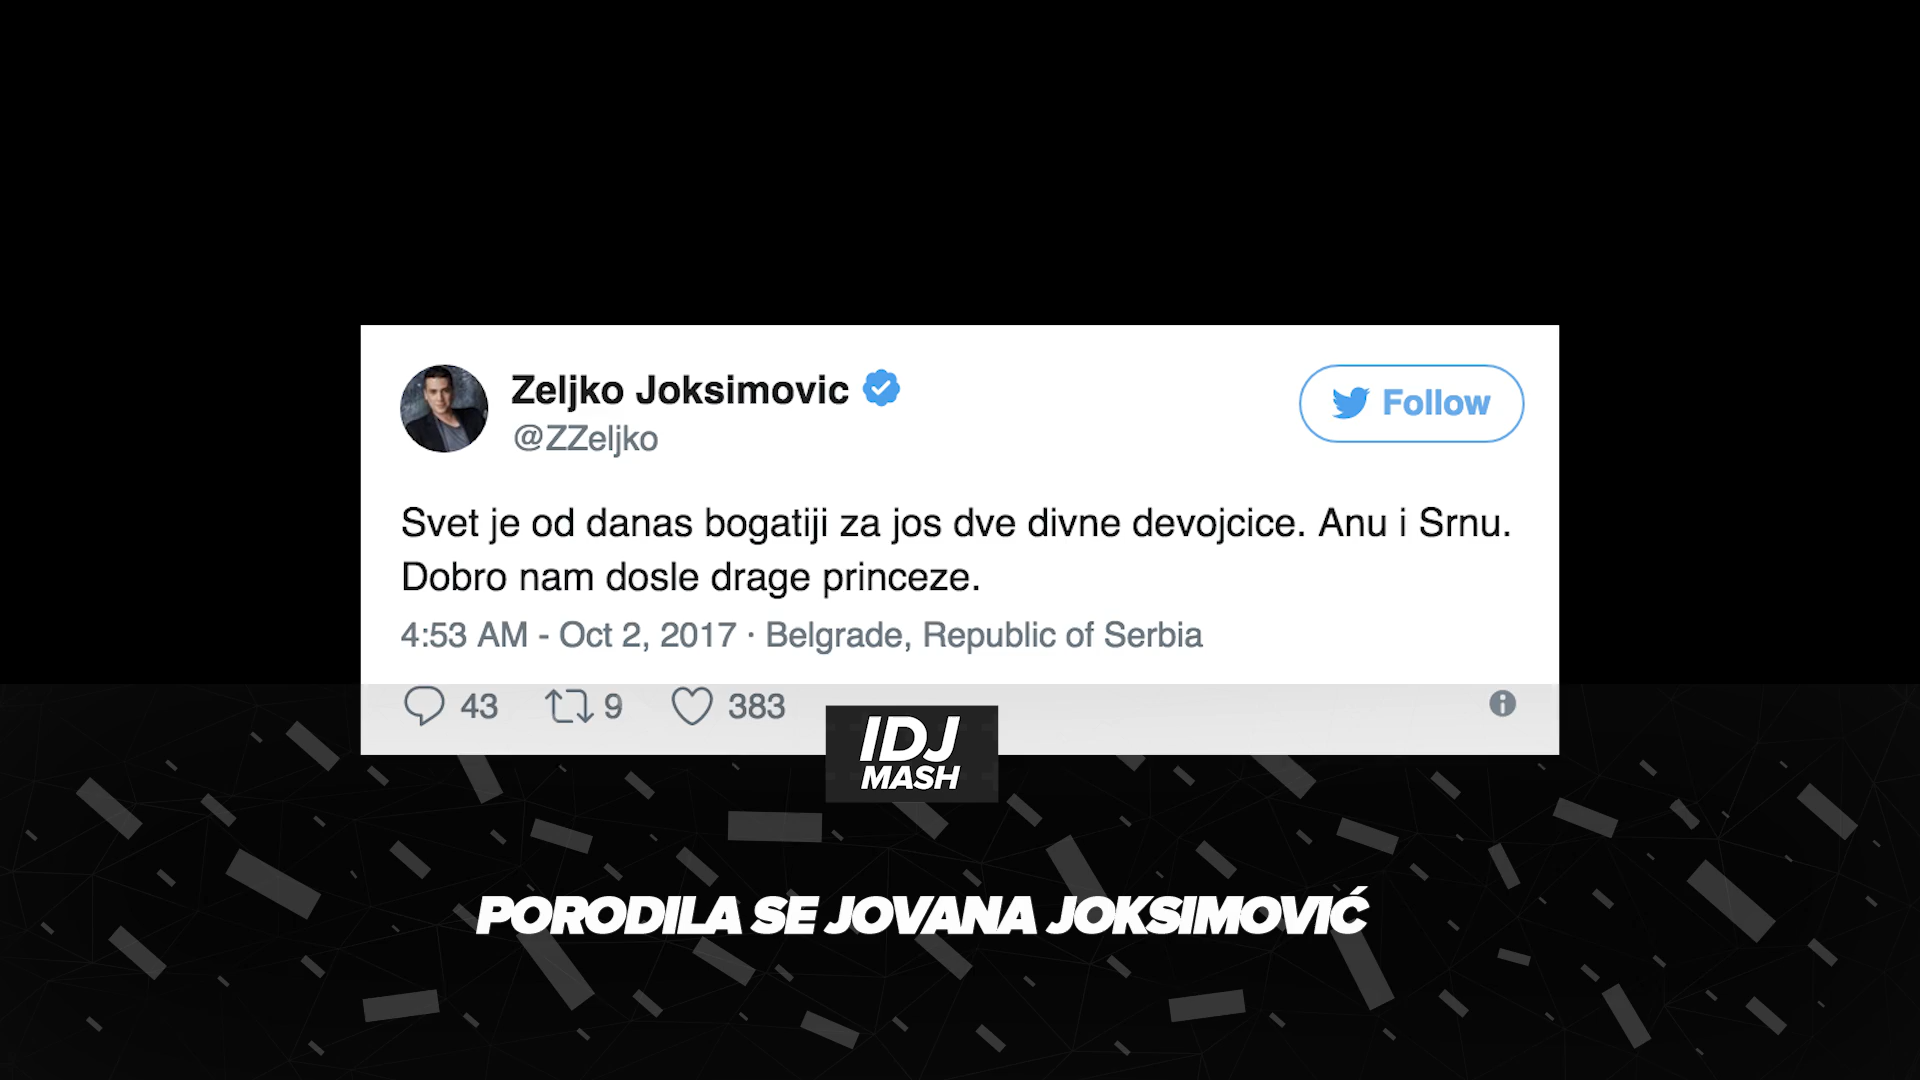 Zeljko Joksimovic
@ZZeljko
Follow
Svet je od danas bogatiji za jos dve divne devojcice. Anu i Srnu.
Dobro nam dosle drage princeze.
4:53 AM - Oct 2, 2017 · Belgrade, Republic of Serbia
43 9 383
IDJ
MASH
PORODILA SE JOVANA JOKSIMOVIĆ